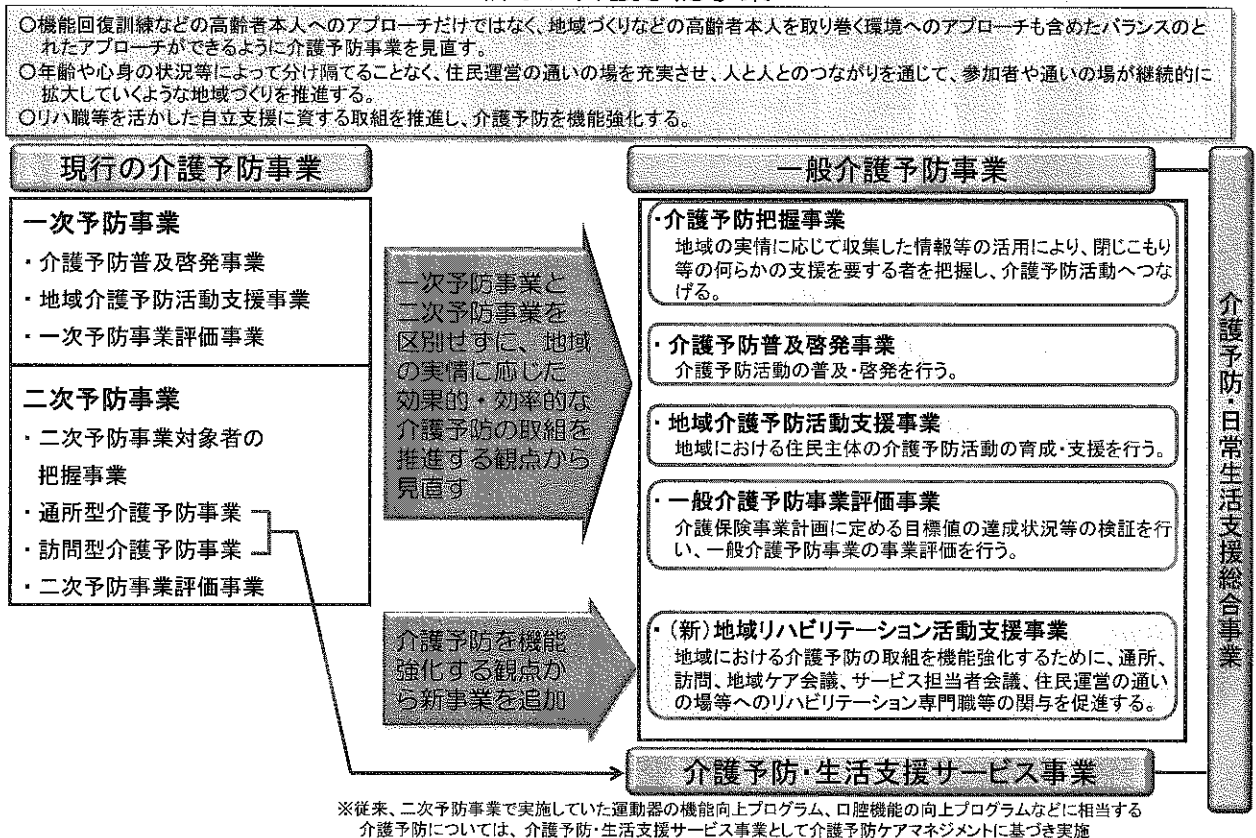 ○機能回復訓練などの高齢者本人へのアプローチだけではなく、地域づくりなどの高齢者本人を取り巻く環境へのアプローチも含めたバランスのと
れたアプローチができるように介護予防事業を見直す。
○年齢や心身の状況等によって分け隔てることなく、住民運営の通いの場を充実させ、人と人とのつながりを通じて、参加者や通いの場が継続的に
拡大していくような地域づくりを推進する。
○リハ職等を活かした自立支援に資する取組を推進し、介護予防を機能強化する。
現行の介護予防事業
一次予防事業
・介護予防普及啓発事業
・地域介護予防活動支援事業
・一次予防事業評価事業
二次予防事業
・二次予防事業対象者の
把握事業
・通所型介護予防事業
・訪問型介護予防事業
・二次予防事業評価事業
一次予防事業と
二次予防事業を
区別せずに、地域
の実情に応じた
効果的・効率的な
介護予防の取組を
推進する観点から
見直す
介護予防を機能
強化する観点か
ら新事業を追加
一般介護予防事業
・介護予防把握事業
地域の実情に応じて収集した情報等の活用により、閉じこもり
等の何らかの支援を要する者を把握し、介護予防活動へつな
げる。
・介護予防普及啓発事業
介護予防活動の普及・啓発を行う。
・地域介護予防活動支援事業
地域における住民主体の介護予防活動の育成・支援を行う。
・一般介護予防事業評価事業
介護保険事業計画に定める目標値の達成状況等の検証を行
い、一般介護予防事業の事業評価を行う。
・(新)地域リハビリテーション活動支援事業
地域における介護予防の取組を機能強化するために、通所、
訪問、地域ケア会議、サービス担当者会議、住民運営の通い
の場等へのリハビリテーション専門職等の関与を促進する。
介護予防・生活支援サービス事業
介護予防・日常生活支援総合事業
※従来、二次予防事業で実施していた運動器の機能向上プログラム、口腔機能の向上プログラムなどに相当する
介護予防については、介護予防・生活支援サービス事業として介護予防ケアマネジメントに基づき実施